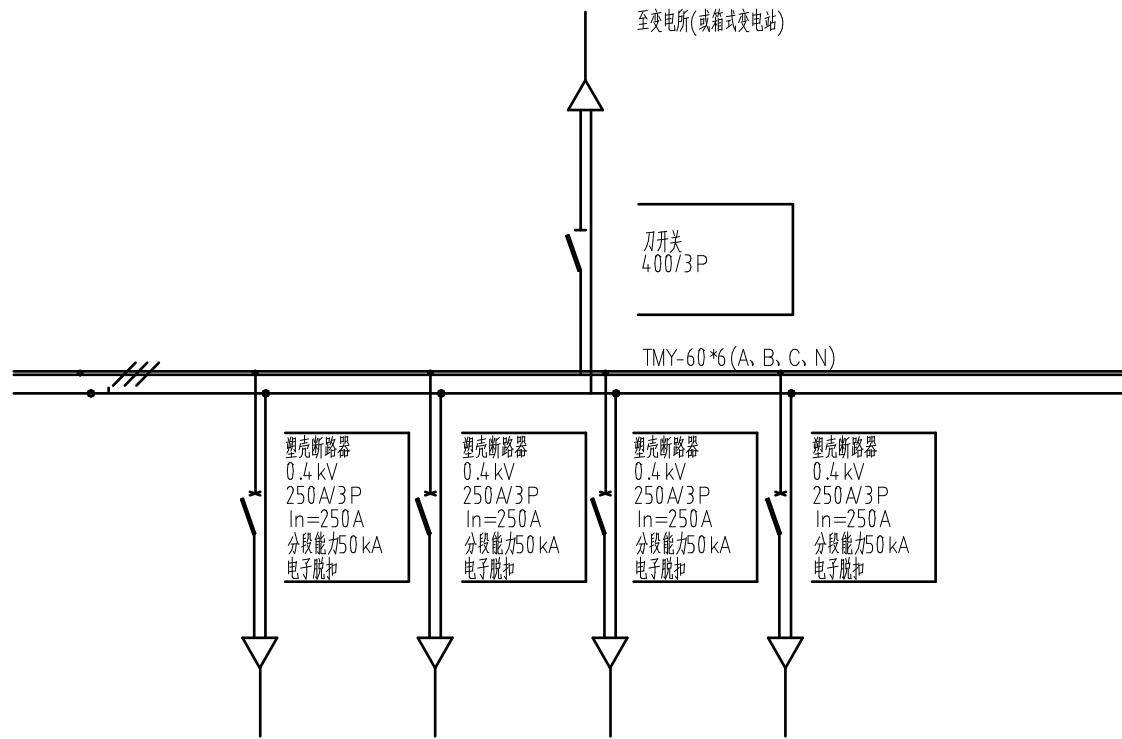 至变电所(或箱式变电站)
刀开关
400/3P
TMY-60*6(A、B、C、N)
塑壳断路器
0.4kV
250A/3P
In=250A
分段能力50kA
电子脱扣
塑壳断路器
0.4kV
250A/3P
In=250A
分段能力50kA
电子脱扣
塑壳断路器
0.4kV
250A/3P
In=250A
分段能力50kA
电子脱扣
塑壳断路器
0.4kV
250A/3P
In=250A
分段能力50kA
电子脱扣